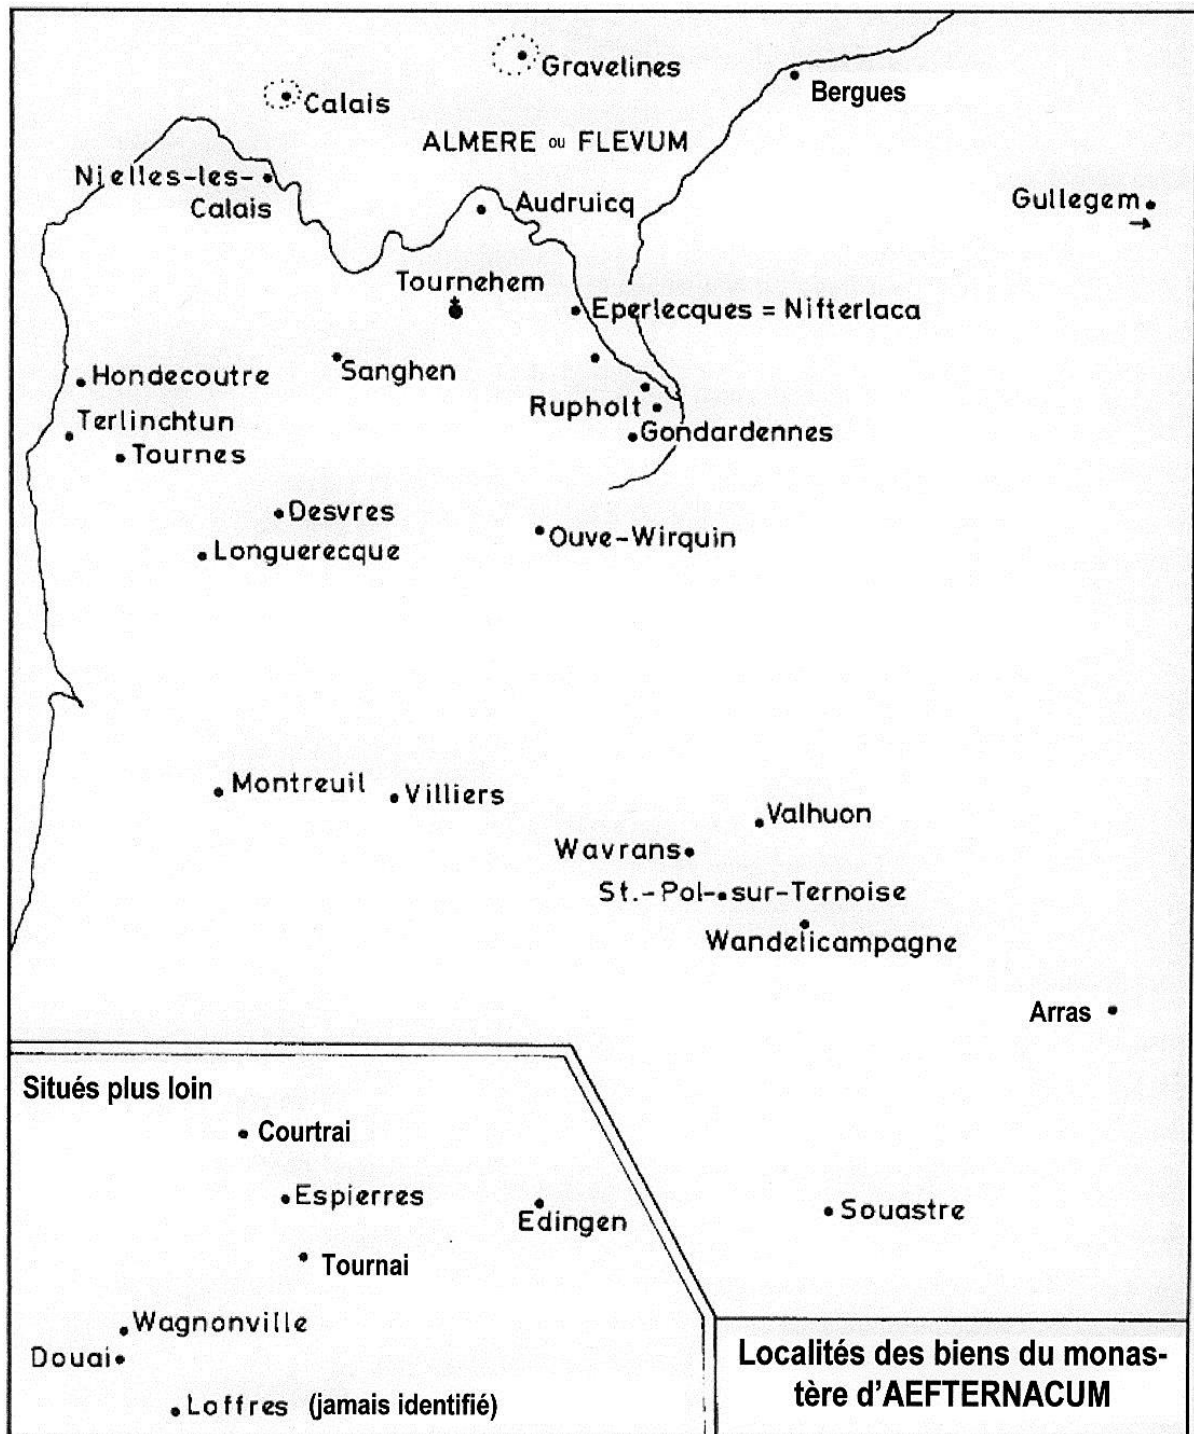 Gravelines
Calais
Bergues
ALMERE ou FLEVUM
Nielles-les-
Calais
Audruicq
Gullegem
→
Tournehem
Eperlecques = Nifterlaca
Sanghen
Hondecoutre
Rupholt
Terlinchtun
Gondardennes
Tournes
Desvres
Ouve-Wirquin
Longuerecque
Montreuil
Villiers
Valhuon
Wavrans
St.-Pol-sur-Ternoise
Wandelicampagne
Arras
Situés plus loin
Courtrai
Espierres
Edingen
Souastre
Tournai
Wagnonville
Douai
Loffres (jamais identifié)
Localités des biens du monas-
tère d'AEFTERNACUM